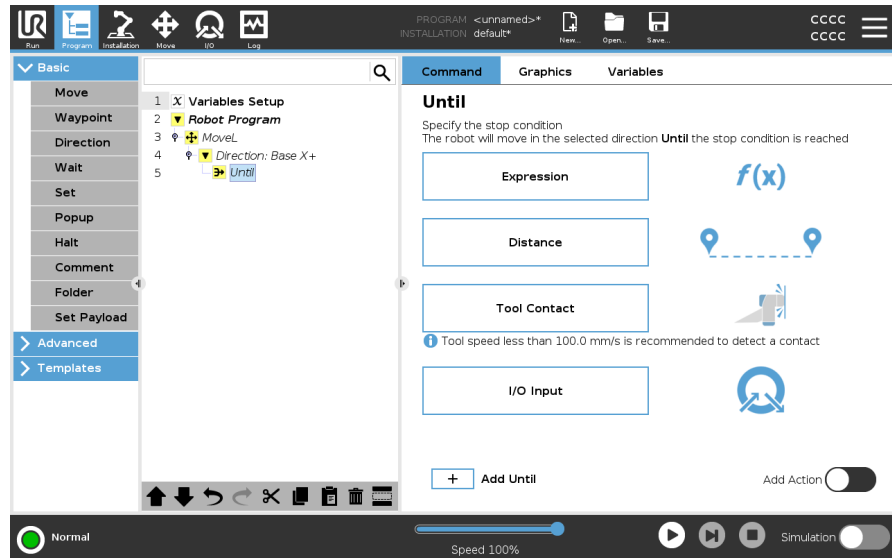 UR
Run
Program
Installation
Move
I/O
Log
PROGRAM <unnamed>*
INSTALLATION default*
New...
Open...
Save...
CCCC
CCCC
Basic
Move
Waypoint
Direction
Wait
Set
Popup
Halt
Comment
Folder
Set Payload
Advanced
Templates
1 X Variables Setup
2 Robot Program
3 MoveL
4 Direction: Base X+
5 Until
Command Graphics Variables
Until
Specify the stop condition
The robot will move in the selected direction Until the stop condition is reached
Expression f(x)
Distance
Tool Contact
Tool speed less than 100.0 mm/s is recommended to detect a contact
I/O Input
+ Add Until
Add Action
Normal
Speed 100%
Simulation